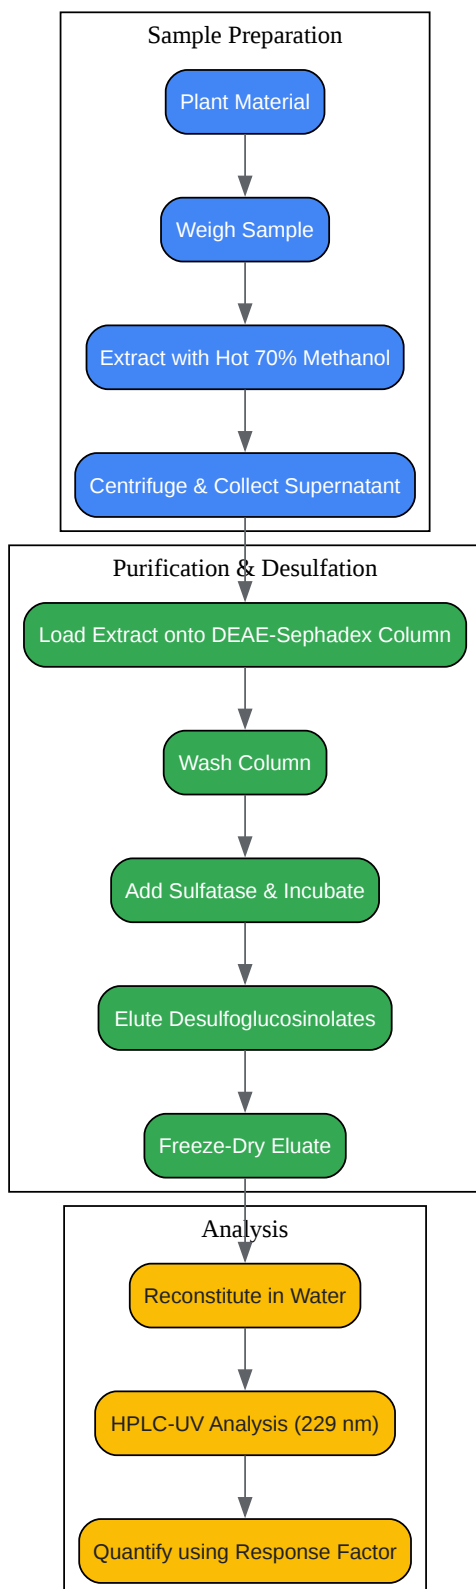 Sample Preparation
Plant Material
Weigh Sample
Extract with Hot 70% Methanol
Centrifuge & Collect Supernatant
Purification & Desulfation
Load Extract onto DEAE-Sephadex Column
Wash Column
Add Sulfatase & Incubate
Elute Desulfoglucosinolates
Freeze-Dry Eluate
Analysis
Reconstitute in Water
HPLC-UV Analysis (229 nm)
Quantify using Response Factor